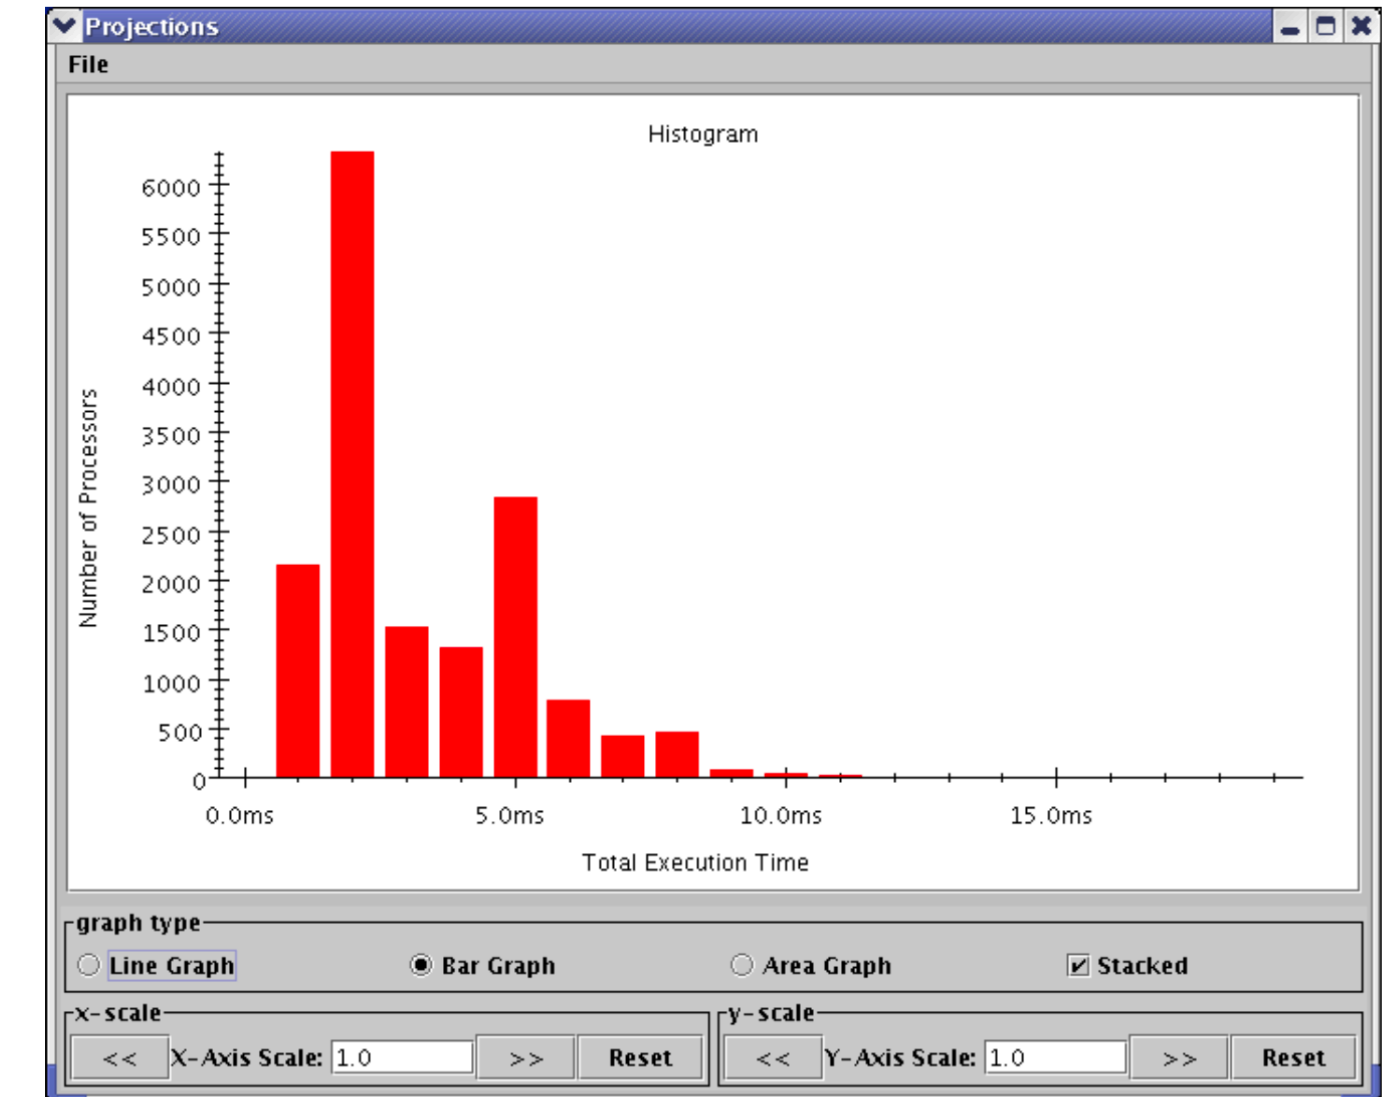 Projections
File
Histogram
6000
5500
5000
4500
4000
3500
3000
2500
2000
1500
1000
500
0
Number of Processors
0.0ms 5.0ms 10.0ms 15.0ms
Total Execution Time
graph type
Line Graph Bar Graph Area Graph Stacked
x-scale y-scale
<< X-Axis Scale: 1.0 >> Reset << Y-Axis Scale: 1.0 >> Reset